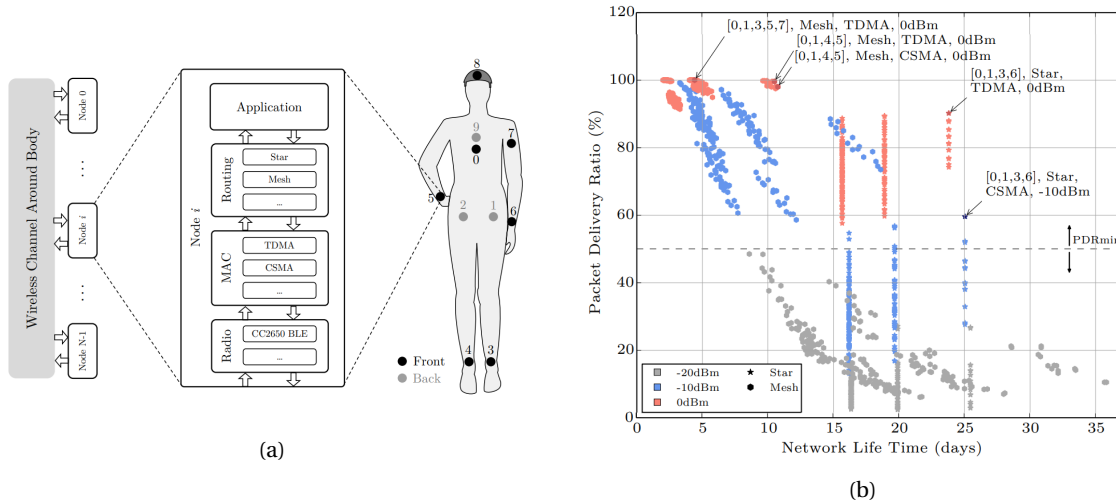 Wireless Channel Around Body
Node 0
Node i
Node N-1
Node i
Application
Routing
Star
Mesh
...
MAC
TDMA
CSMA
...
Radio
CC2650 BLE
...
8
9
0
7
5
2
1
6
4
3
Front
Back
(a)
Packet Delivery Ratio (%)
120
100
80
60
40
20
0
[0,1,3,5,7], Mesh, TDMA, 0dBm
[0,1,4,5], Mesh, TDMA, 0dBm
[0,1,4,5], Mesh, CSMA, 0dBm
[0,1,3,6], Star,
TDMA, 0dBm
[0,1,3,6], Star,
CSMA, -10dBm
PDRmin
-20dBm
-10dBm
0dBm
Star
Mesh
0 5 10 15 20 25 30 35
Network Life Time (days)
(b)